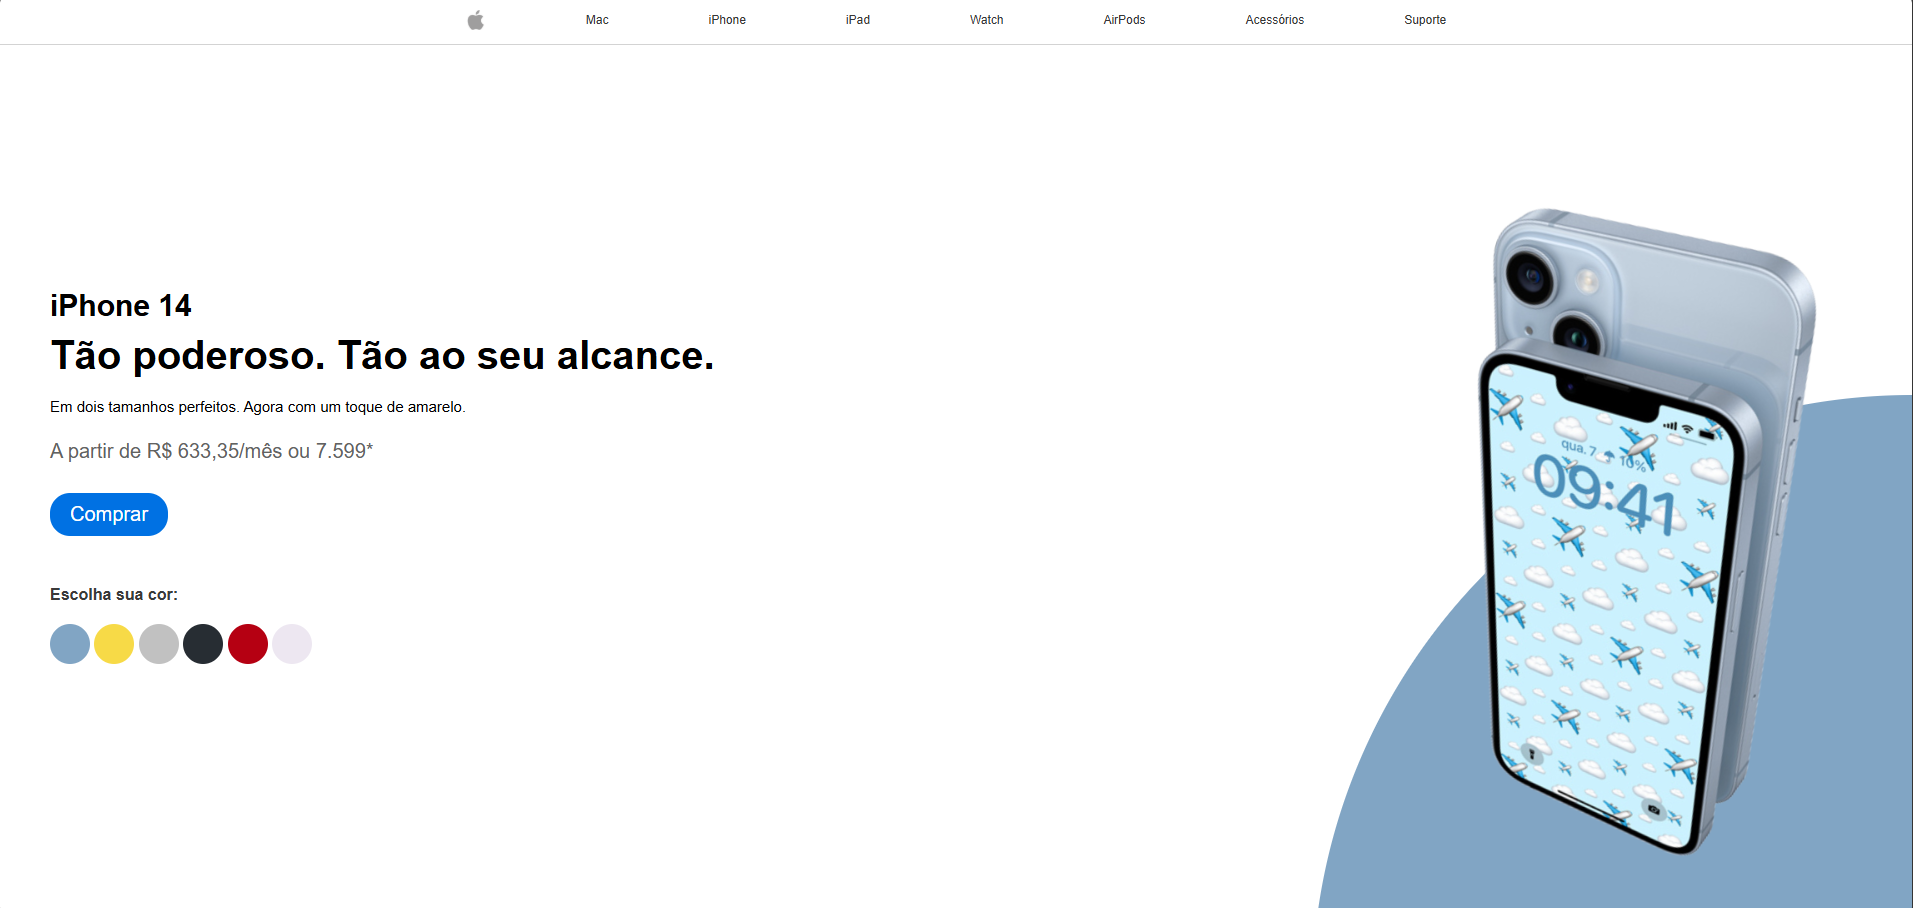 Mac iPhone iPad Watch AirPods Acessórios Suporte
iPhone 14
Tão poderoso. Tão ao seu alcance.
Em dois tamanhos perfeitos. Agora com um toque de amarelo.
A partir de R$ 633,35/mês ou 7.599*
Comprar
Escolha sua cor:
qua. 7 10%
09:41